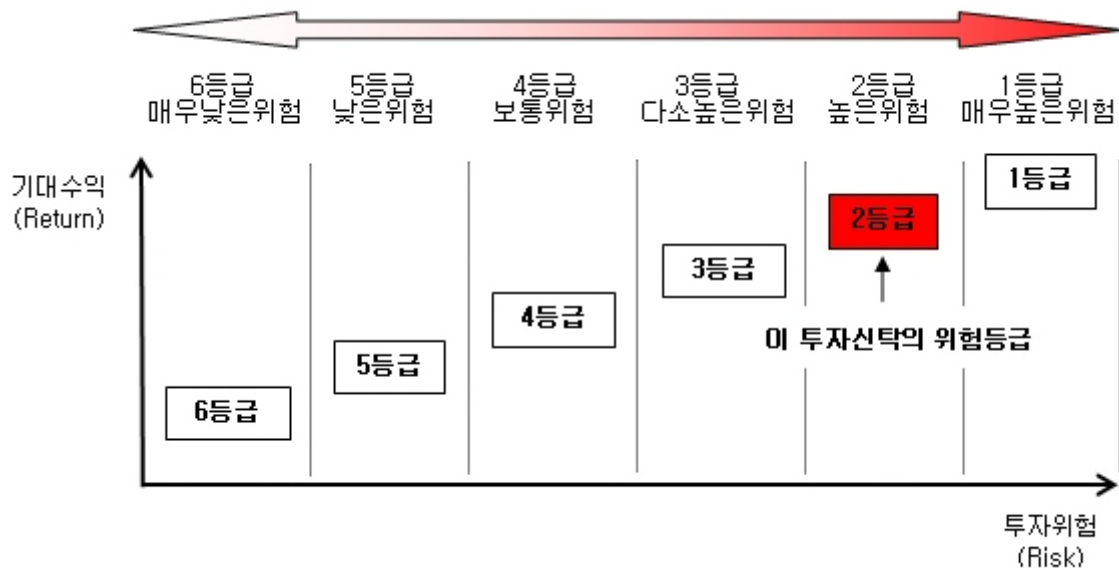 6등급 5등급 4등급 3등급 2등급 1등급
매우낮은위험 낮은위험 보통위험 다소높은위험 높은위험 매우높은위험
기대수익
(Return)
1등급
2등급
3등급
4등급
이 투자신탁의 위험등급
5등급
6등급
투자위험
(Risk)